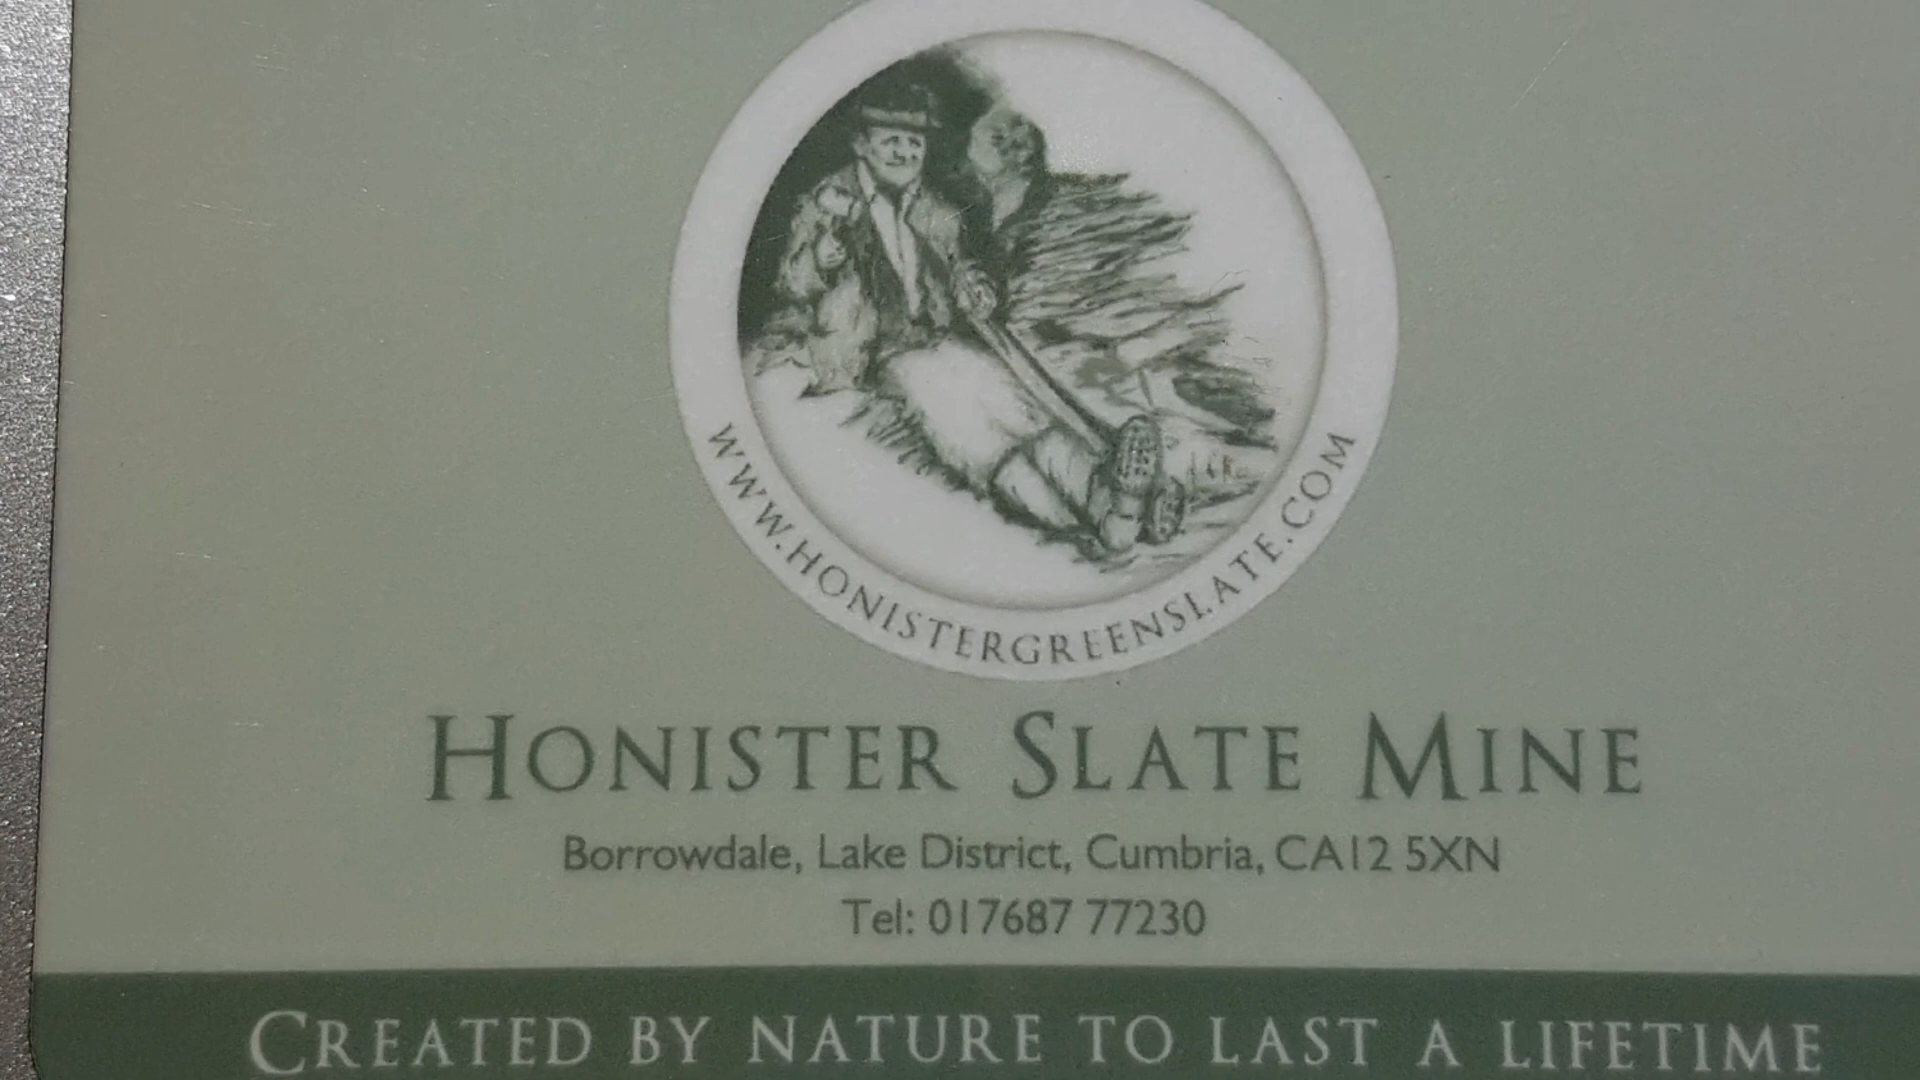 WWW.HONISTERGREENSLATE.COM
HONISTER SLATE MINE
Borrowdale, Lake District, Cumbria, CA12 5XN
Tel: 017687 77230
CREATED BY NATURE TO LAST A LIFETIME